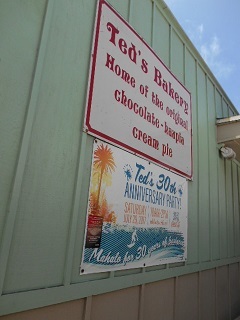 Ted's Bakery
Home of the original
chocolate - haupia
cream pie
Ted's 30th
ANNIVERSARY PARTY!
SATURDAY
Mahalo for 30 years of